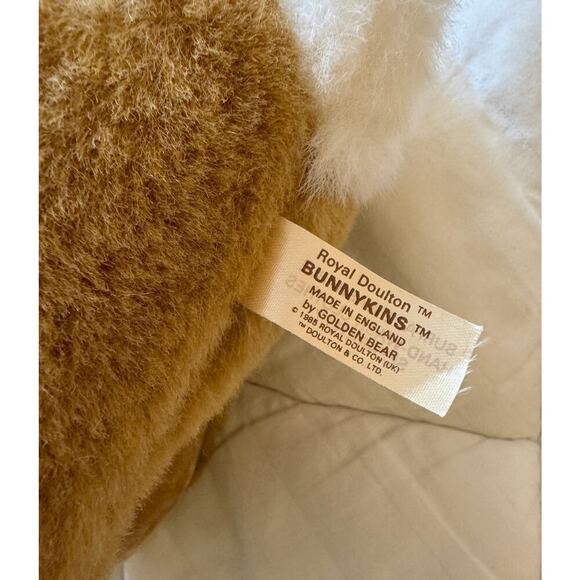 Royal Doulton ™
BUNNYKINS ™
MADE IN ENGLAND
by GOLDEN BEAR
© 1985 ROYAL DOULTON (UK)
™ DOULTON & CO. LTD.